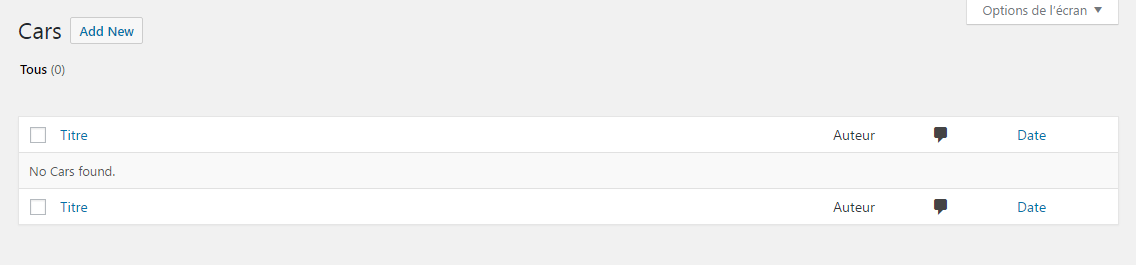 Options de l'écran
Cars Add New
Tous (0)
Titre Auteur Date
No Cars found.
Titre Auteur Date